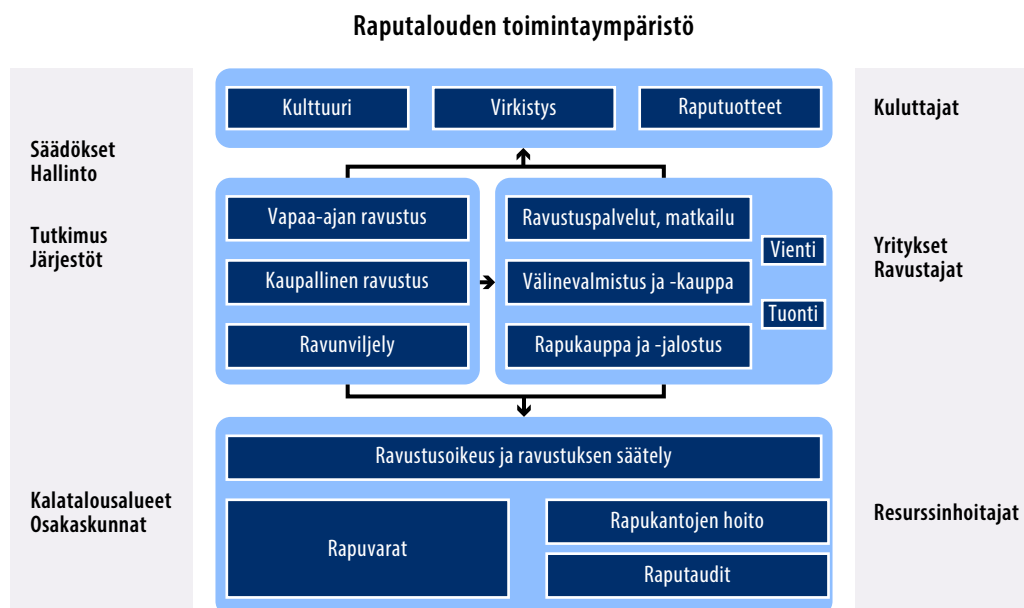 Raputalouden toimintaympäristö
Kulttuuri
Virkistys
Raputuotteet
Kuluttajat
Säädökset
Hallinto
Tutkimus
Järjestöt
Vapaa-ajan ravustus
Kaupallinen ravustus
Ravunviljely
Ravustuspalvelut, matkailu
Välinevalmistus ja -kauppa
Rapukauppa ja -jalostus
Vienti
Tuonti
Yritykset
Ravustajat
Kalatalousalueet
Osakaskunnat
Ravustusoikeus ja ravustuksen säätely
Rapuvarat
Rapukantojen hoito
Raputaudit
Resurssinhoitajat